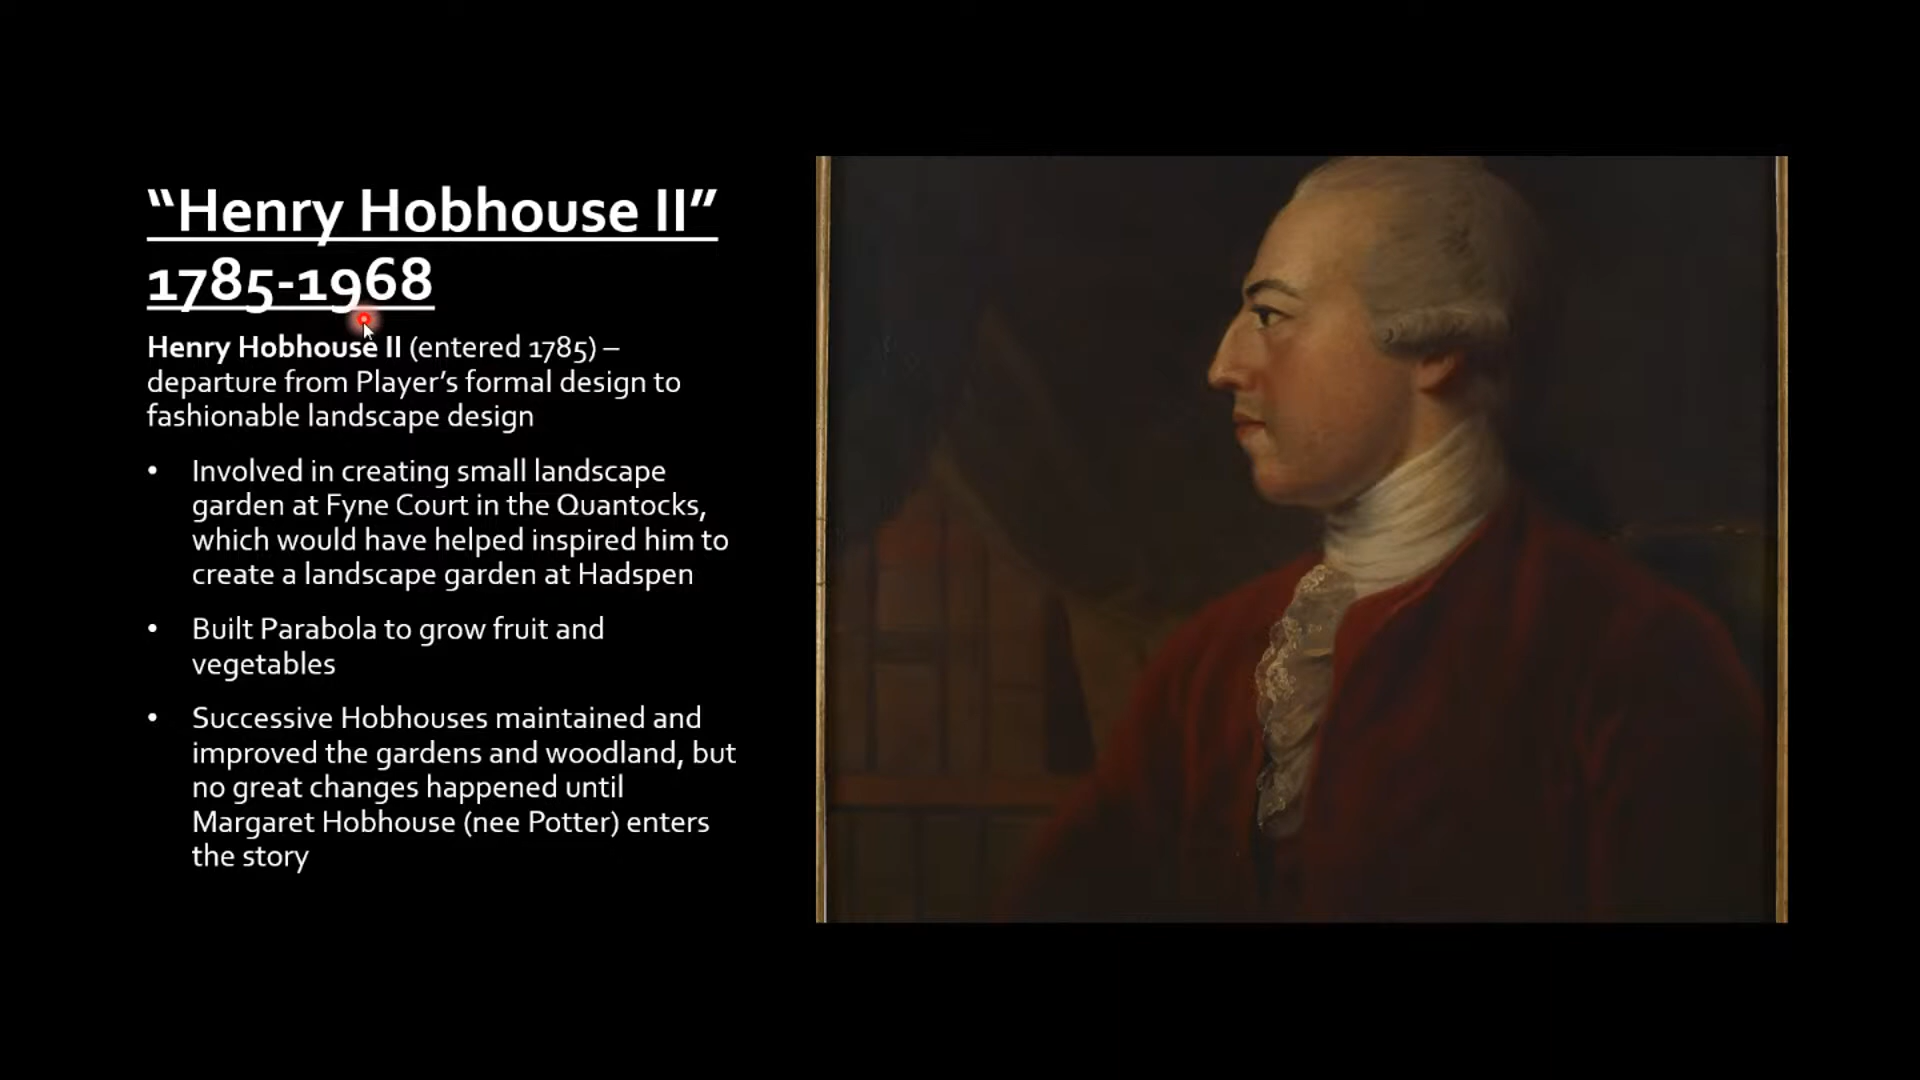 “Henry Hobhouse II”
1785-1968
Henry Hobhouse II (entered 1785) –
departure from Player’s formal design to
fashionable landscape design
• Involved in creating small landscape
garden at Fyne Court in the Quantocks,
which would have helped inspired him to
create a landscape garden at Hadspen
• Built Parabola to grow fruit and
vegetables
• Successive Hobhouses maintained and
improved the gardens and woodland, but
no great changes happened until
Margaret Hobhouse (nee Potter) enters
the story